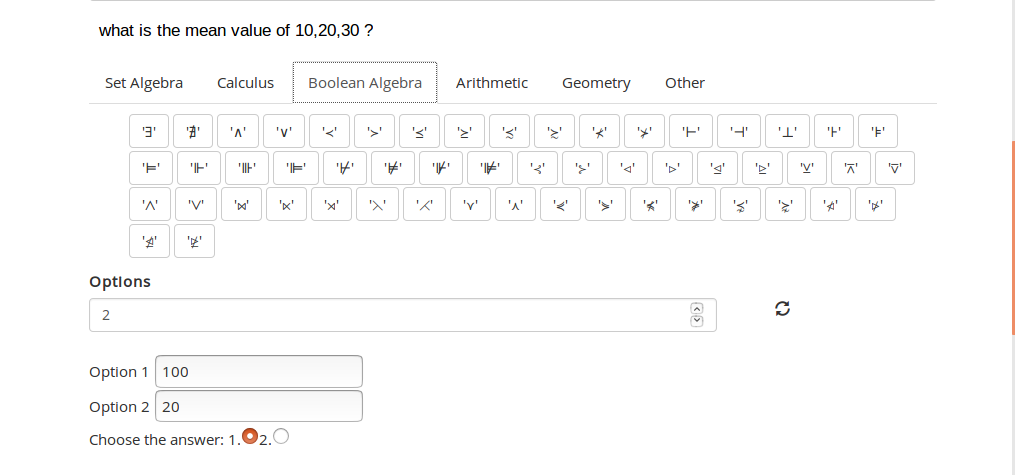 what is the mean value of 10,20,30 ?
Set Algebra Calculus Boolean Algebra Arithmetic Geometry Other
'∃' '∄' '∧' '∨' '≺' '≻' '≤' '≥' '≾' '≿' '⊀' '⊁' '⊢' '⊣' '⊥' '⊦' '⊧'
'⊨' '⊩' '⊪' '⊫' '⊬' '⊭' '⊮' '⊯' '⊰' '⊱' '⊲' '⊳' '⊴' '⊵' '⊻' '⊼' '⊽'
'⋀' '⋁' '⋈' '⋉' '⋊' '⋋' '⋌' '⋎' '⋏' '⋞' '⋟' '⋠' '⋡' '⋨' '⋩' '⋪' '⋫'
'⋬' '⋭'
Options
2
Option 1 100
Option 2 20
Choose the answer: 1. 2.